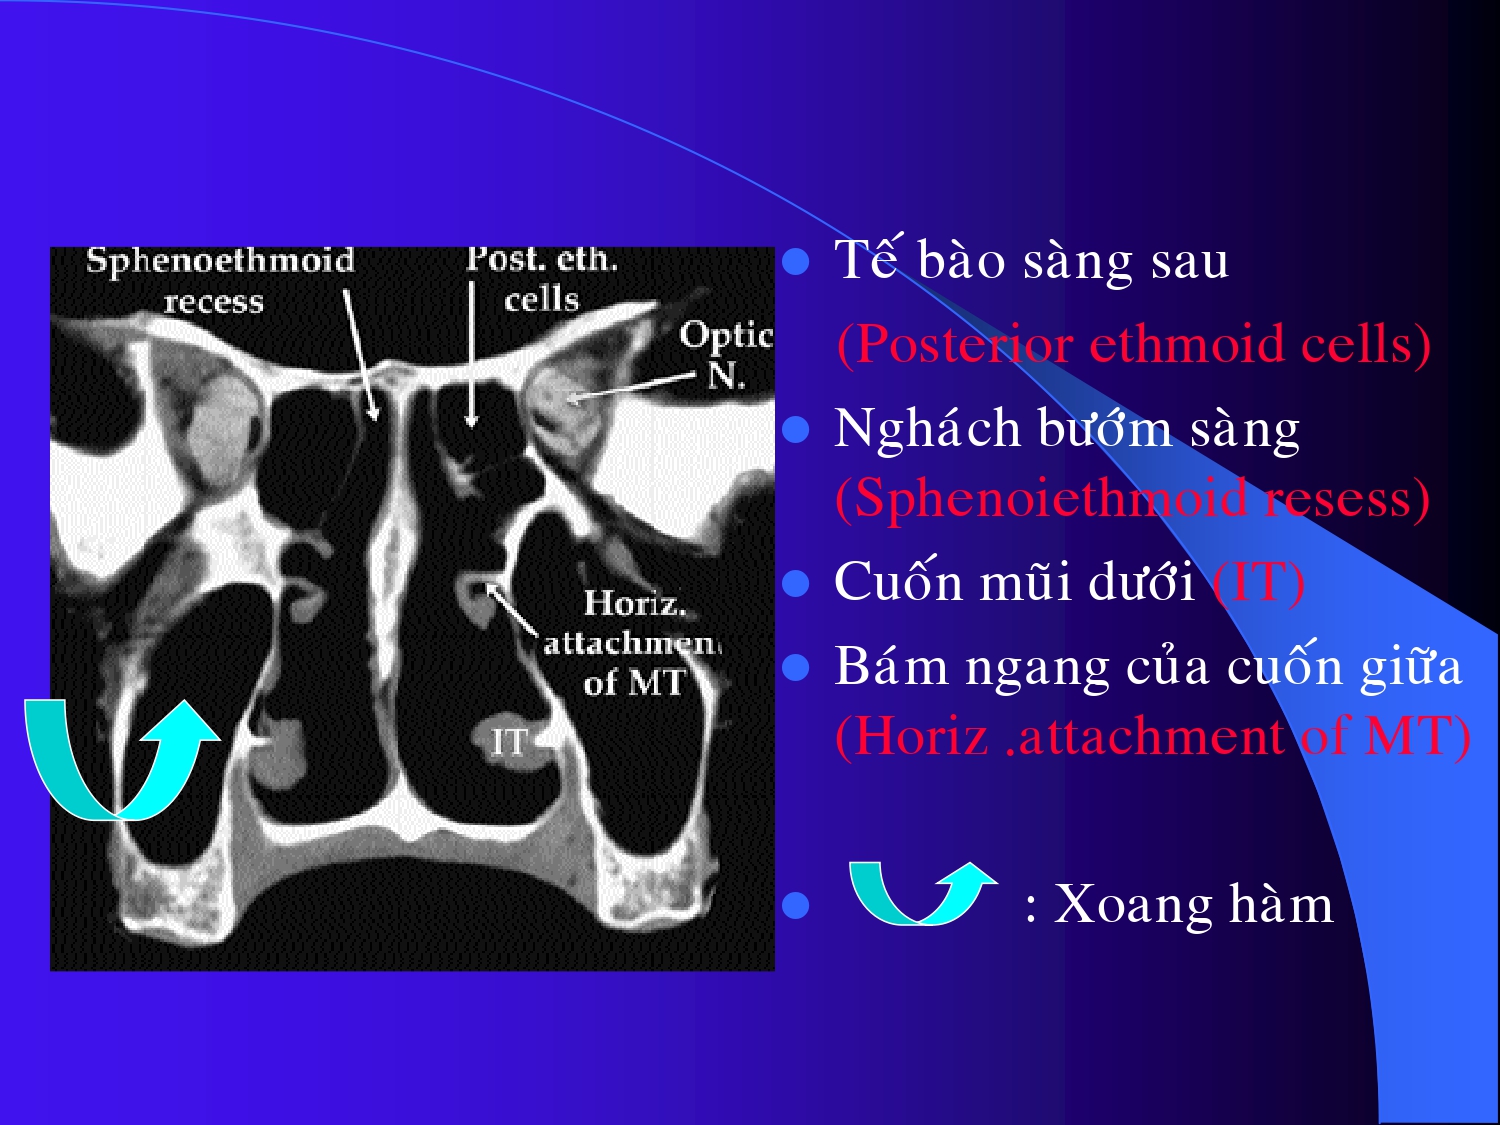 Sphenoethmoid
recess
Post. eth.
cells
Optic
N.
Horiz.
attachment
of MT
IT
Tế bào sàng sau
(Posterior ethmoid cells)
Nghách bướm sàng
(Sphenoiethmoid resess)
Cuốn mũi dưới (IT)
Bám ngang của cuốn giữa
(Horiz .attachment of MT)
: Xoang hàm